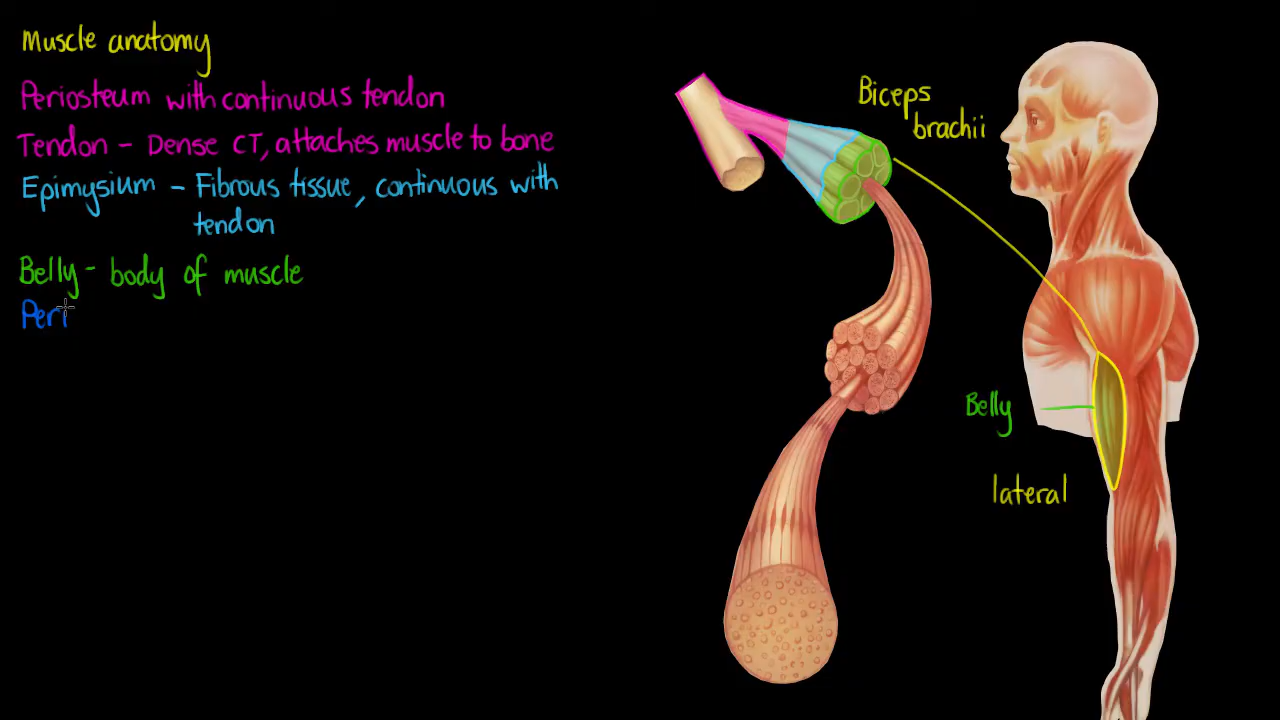 Muscle anatomy
Periosteum with continuous tendon
Tendon - Dense CT, attaches muscle to bone
Epimysium - Fibrous tissue, continuous with
tendon
Belly - body of muscle
Peri
Biceps
brachii
Belly
lateral